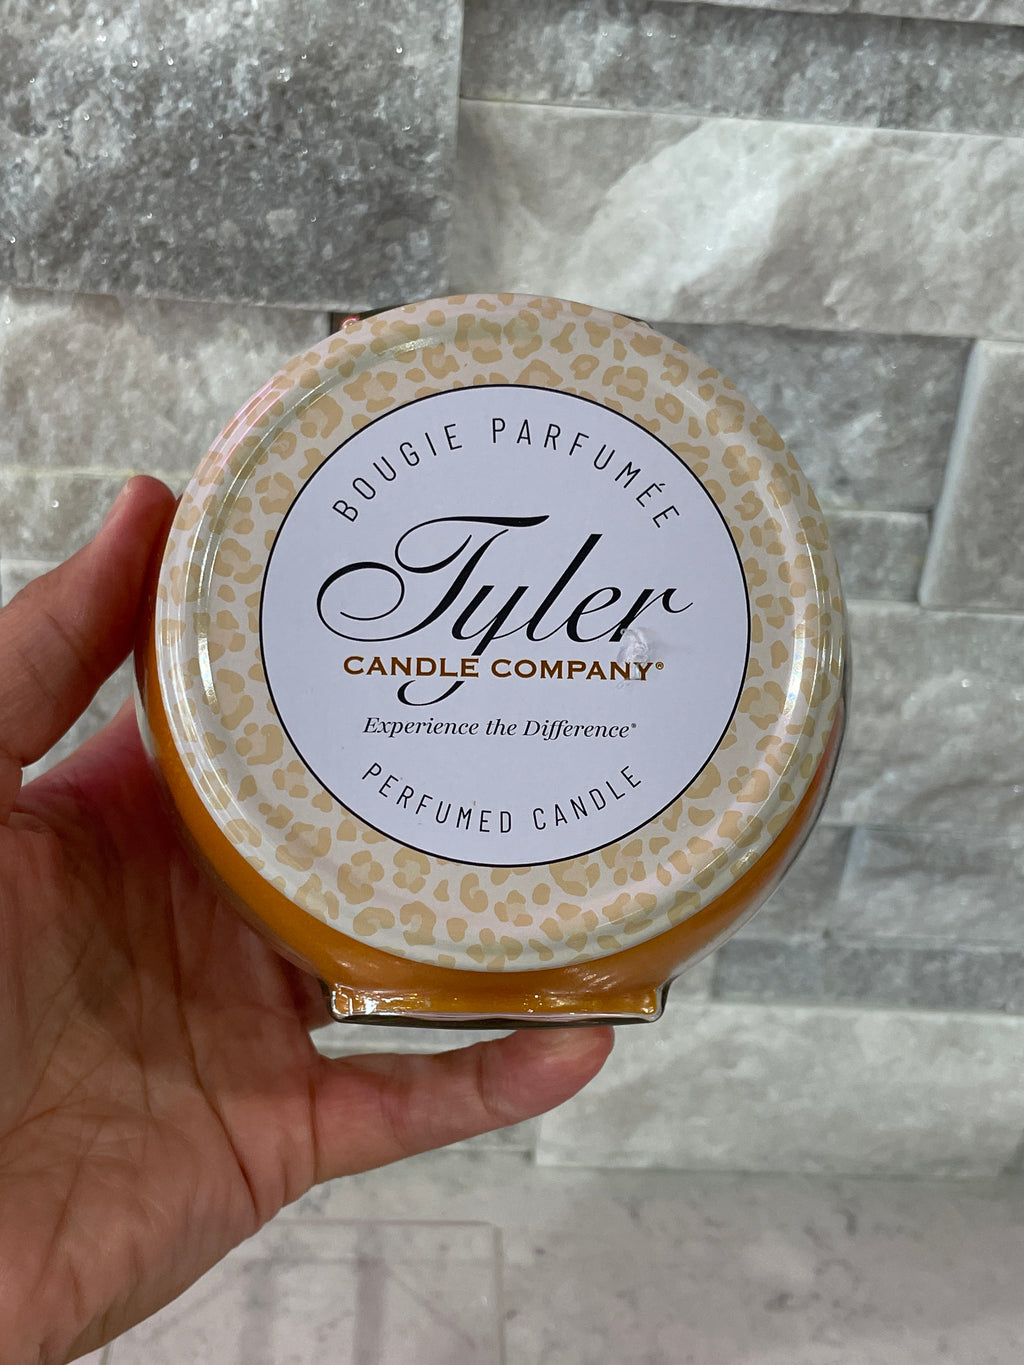 BOUGIE PARFUMÉE
Tyler
CANDLE COMPANY®
Experience the Difference®
PERFUMED CANDLE